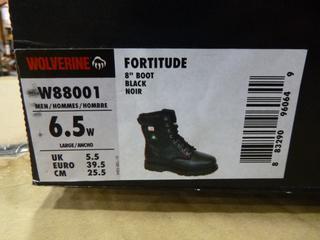 WOLVERINE
W88001
MEN/HOMMES/HOMBRE
6.5 W
LARGE/ANCHO
UK 5.5
EURO 39.5
CM 25.5
FORTITUDE
8" BOOT
BLACK
NOIR
8 83290 96064 9